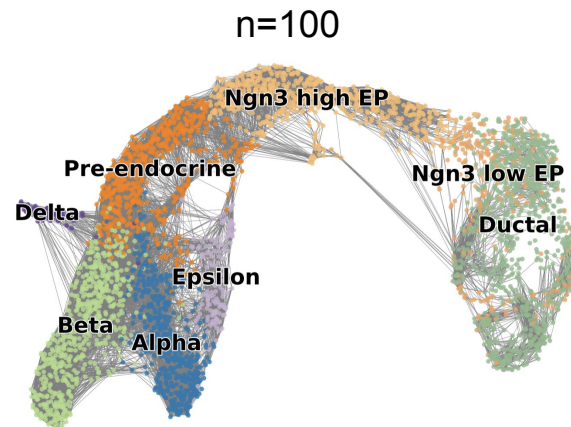 n=100
Ngn3 high EP
Pre-endocrine
Ngn3 low EP
Delta
Ductal
Epsilon
Beta
Alpha